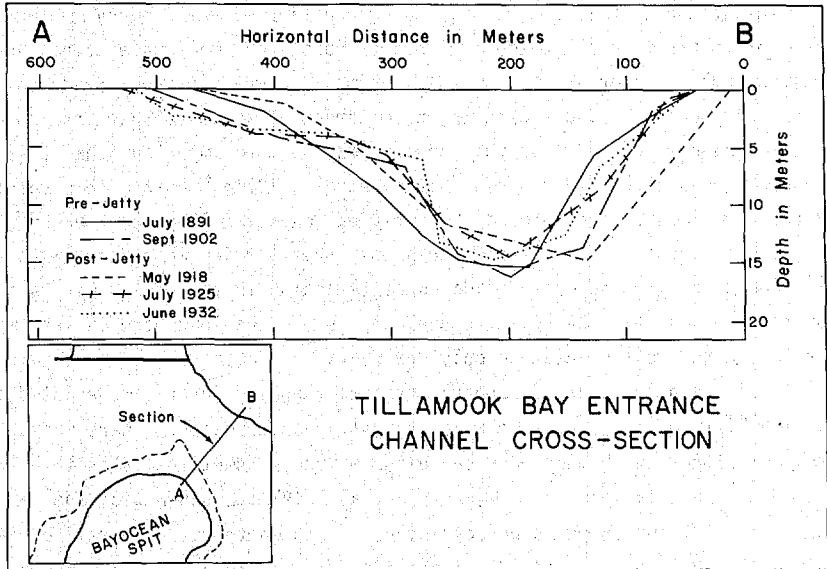 A
Horizontal Distance in Meters
B
600 500 400 300 200 100 0
0
5
10
15
20
Depth in Meters
Pre-Jetty
July 1891
Sept 1902
Post-Jetty
May 1918
July 1925
June 1932
B
Section
A
BAYOCEAN
SPIT
TILLAMOOK BAY ENTRANCE
CHANNEL CROSS-SECTION